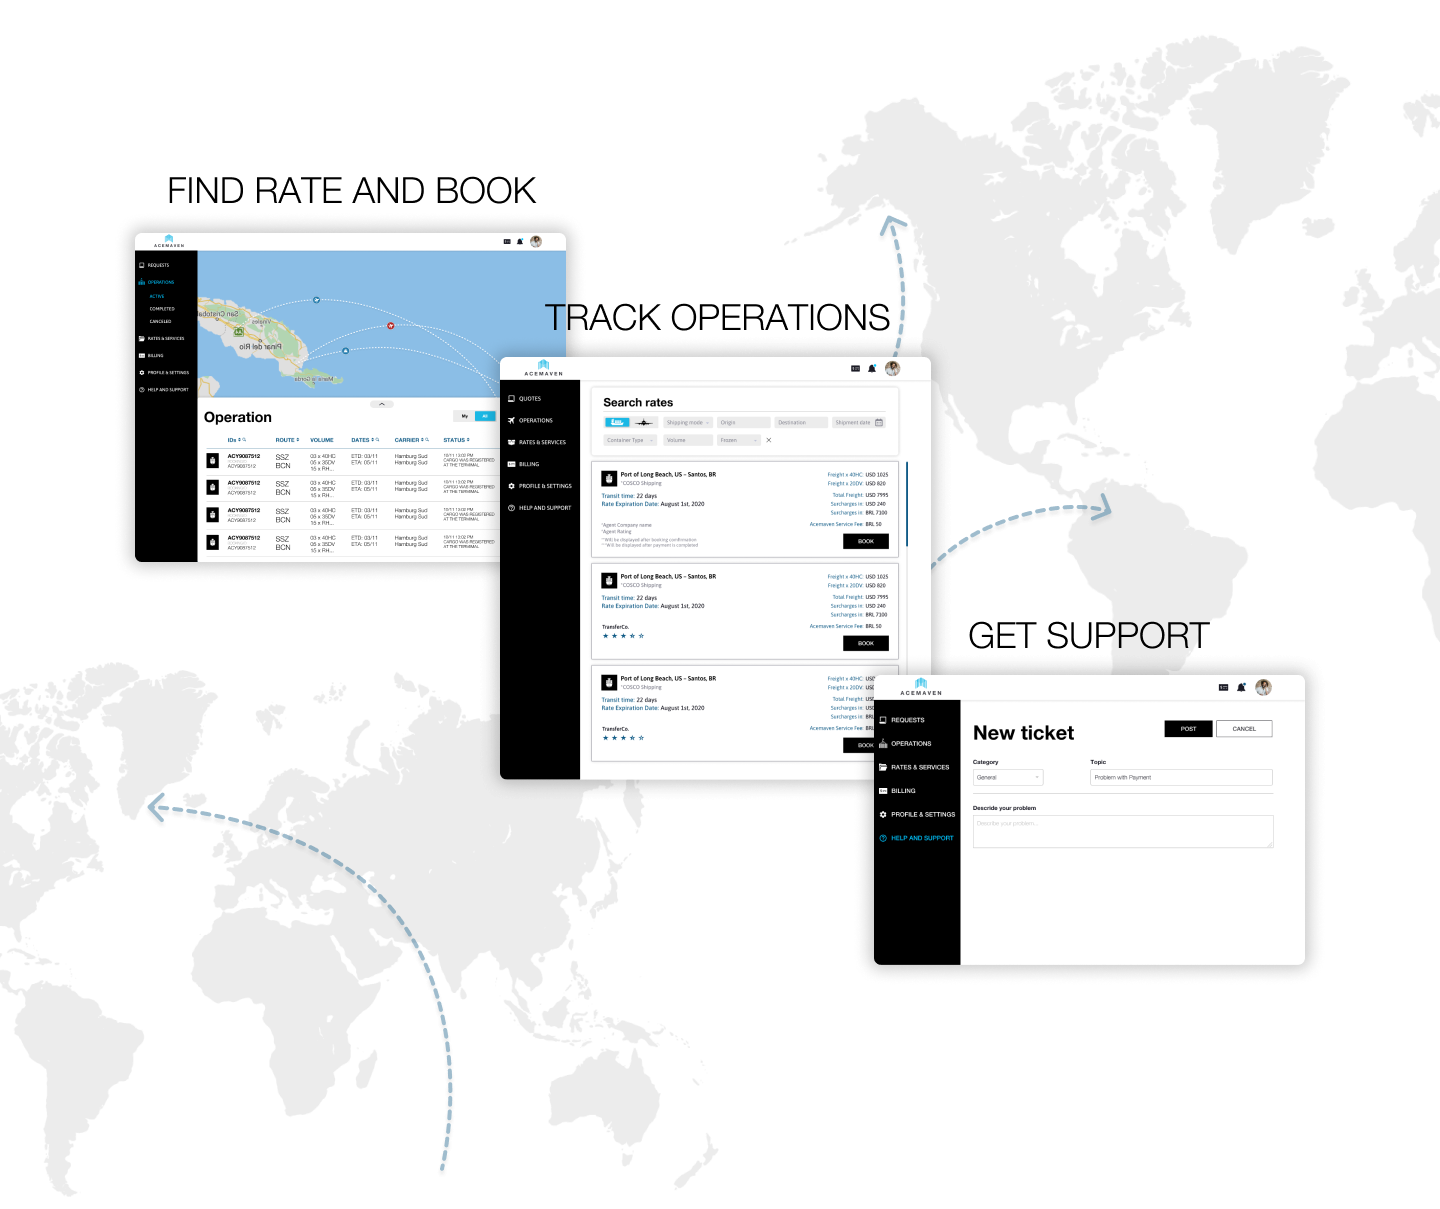 FIND RATE AND BOOK
ACEMAVEN
REQUESTS
OPERATIONS
ACTIVE
COMPLETED
CANCELED
RATES & SERVICES
BILLING
PROFILE & SETTINGS
HELP AND SUPPORT
San Cristobal
Viñales
Pinar del Rio
María la Gorda
Operation
My All
IDs ROUTE VOLUME DATES CARRIER STATUS
ACY9087512 SSZ 03 x 40HC ETD: 03/11 Hamburg Sud 10/11 13:02 PM
05 x 35DV ETA: 05/11 Hamburg Sud CARGO WAS REGISTERED
ACY9087512 BCN 15 x RH... AT THE TERMINAL
ACY9087512 SSZ 03 x 40HC ETD: 03/11 Hamburg Sud 10/11 13:02 PM
05 x 35DV ETA: 05/11 Hamburg Sud CARGO WAS REGISTERED
ACY9087512 BCN 15 x RH... AT THE TERMINAL
ACY9087512 SSZ 03 x 40HC ETD: 03/11 Hamburg Sud 10/11 13:02 PM
05 x 35DV ETA: 05/11 Hamburg Sud CARGO WAS REGISTERED
ACY9087512 BCN 15 x RH... AT THE TERMINAL
ACY9087512 SSZ 03 x 40HC ETD: 03/11 Hamburg Sud 10/11 13:02 PM
05 x 35DV ETA: 05/11 Hamburg Sud CARGO WAS REGISTERED
ACY9087512 BCN 15 x RH... AT THE TERMINAL
TRACK OPERATIONS
ACEMAVEN
QUOTES
OPERATIONS
RATES & SERVICES
BILLING
PROFILE & SETTINGS
HELP AND SUPPORT
Search rates
Shipping mode Origin Destination Shipment date
Container Type Volume Frozen
Port of Long Beach, US – Santos, BR Freight x 40HC: USD 1025
*COSCO Shipping Freight x 20DV: USD 820
Transit time: 22 days Total Freight: USD 7995
Rate Expiration Date: August 1st, 2020 Surcharges in: USD 240
Surcharges in: BRL 7100
*Agent Company name Acemaven Service Fee: BRL 50
*Agent Rating
*Will be displayed after booking confirmation
**Will be displayed after payment is completed
BOOK
Port of Long Beach, US – Santos, BR Freight x 40HC: USD 1025
*COSCO Shipping Freight x 20DV: USD 820
Transit time: 22 days Total Freight: USD 7995
Rate Expiration Date: August 1st, 2020 Surcharges in: USD 240
Surcharges in: BRL 7100
TransferCo. Acemaven Service Fee: BRL 50
BOOK
Port of Long Beach, US – Santos, BR Freight x 40HC: USD
*COSCO Shipping Freight x 20DV: USD
Transit time: 22 days Total Freight: USD
Rate Expiration Date: August 1st, 2020 Surcharges in: USD
Surcharges in: BRL
TransferCo. Acemaven Service Fee: BRL
BOOK
GET SUPPORT
ACEMAVEN
REQUESTS
OPERATIONS
RATES & SERVICES
BILLING
PROFILE & SETTINGS
HELP AND SUPPORT
New ticket
POST CANCEL
Category Topic
General Problem with Payment
Descride your problem
Describe your problem...